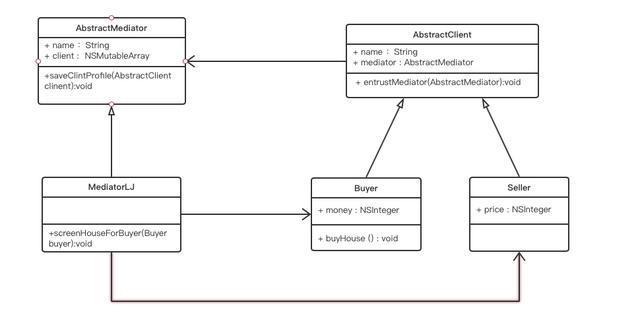 AbstractMediator
+ name： String
+ client： NSMutableArray
+saveClintProfile(AbstractClient
clinent):void
AbstractClient
+ name： String
+ mediator : AbstractMediator
+ entrustMediator(AbstractMediator):void
MediatorLJ
+screenHouseForBuyer(Buyer
buyer):void
Buyer
+ money : NSInteger
+ buyHouse () : void
Seller
+ price : NSInteger